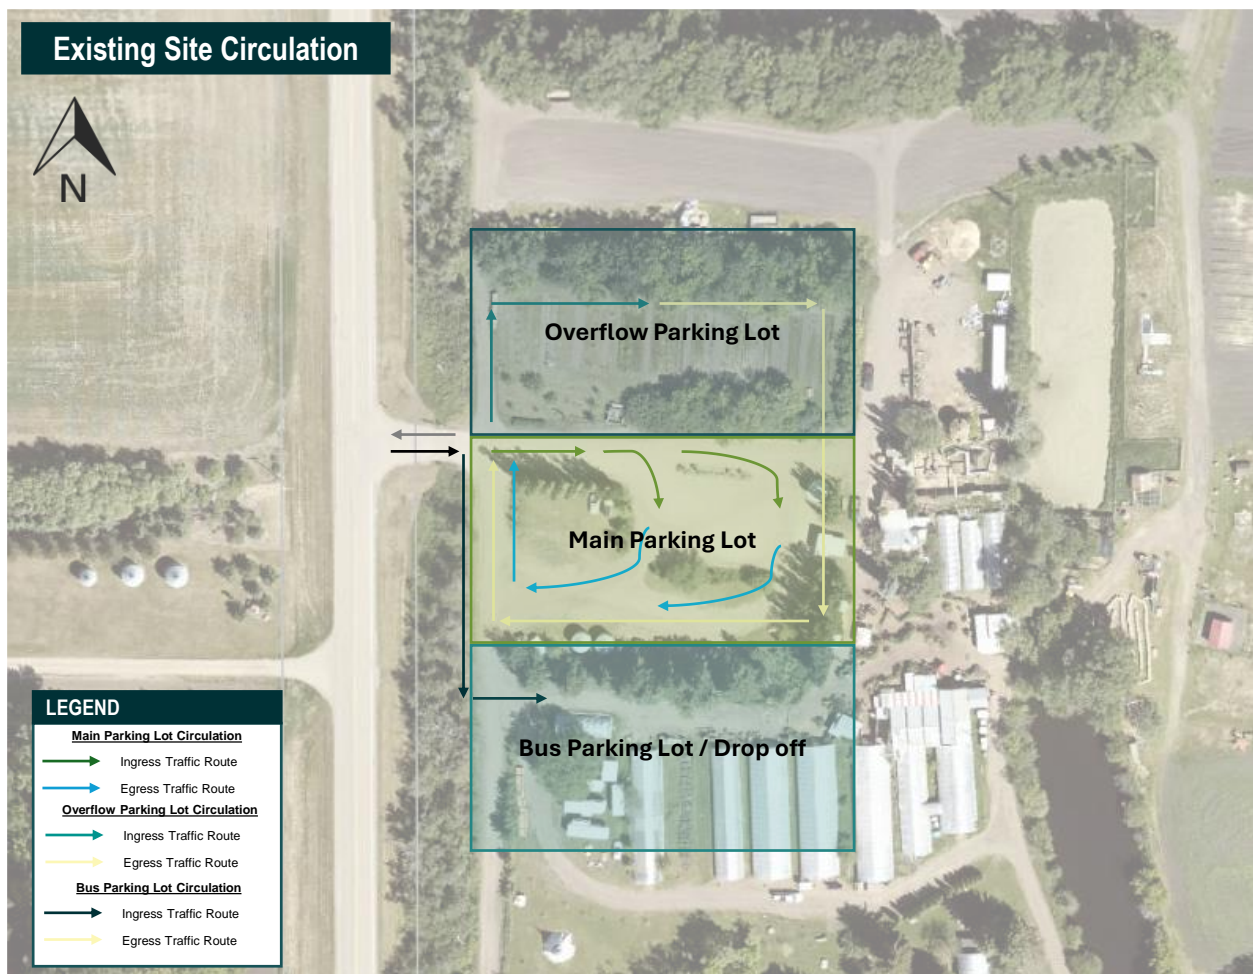 Existing Site Circulation
N
Overflow Parking Lot
Main Parking Lot
Bus Parking Lot / Drop off
LEGEND
Main Parking Lot Circulation
Ingress Traffic Route
Egress Traffic Route
Overflow Parking Lot Circulation
Ingress Traffic Route
Egress Traffic Route
Bus Parking Lot Circulation
Ingress Traffic Route
Egress Traffic Route